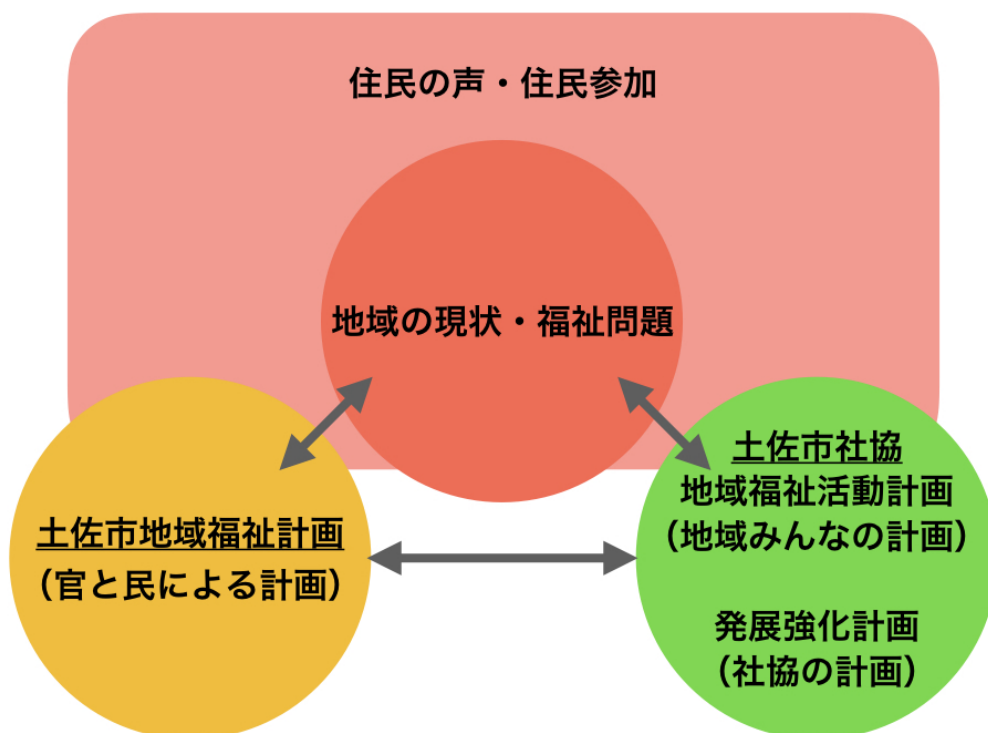 住民の声・住民参加
地域の現状・福祉問題
土佐市地域福祉計画
（官と民による計画）
土佐市社協
地域福祉活動計画
（地域みんなの計画）
発展強化計画
（社協の計画）